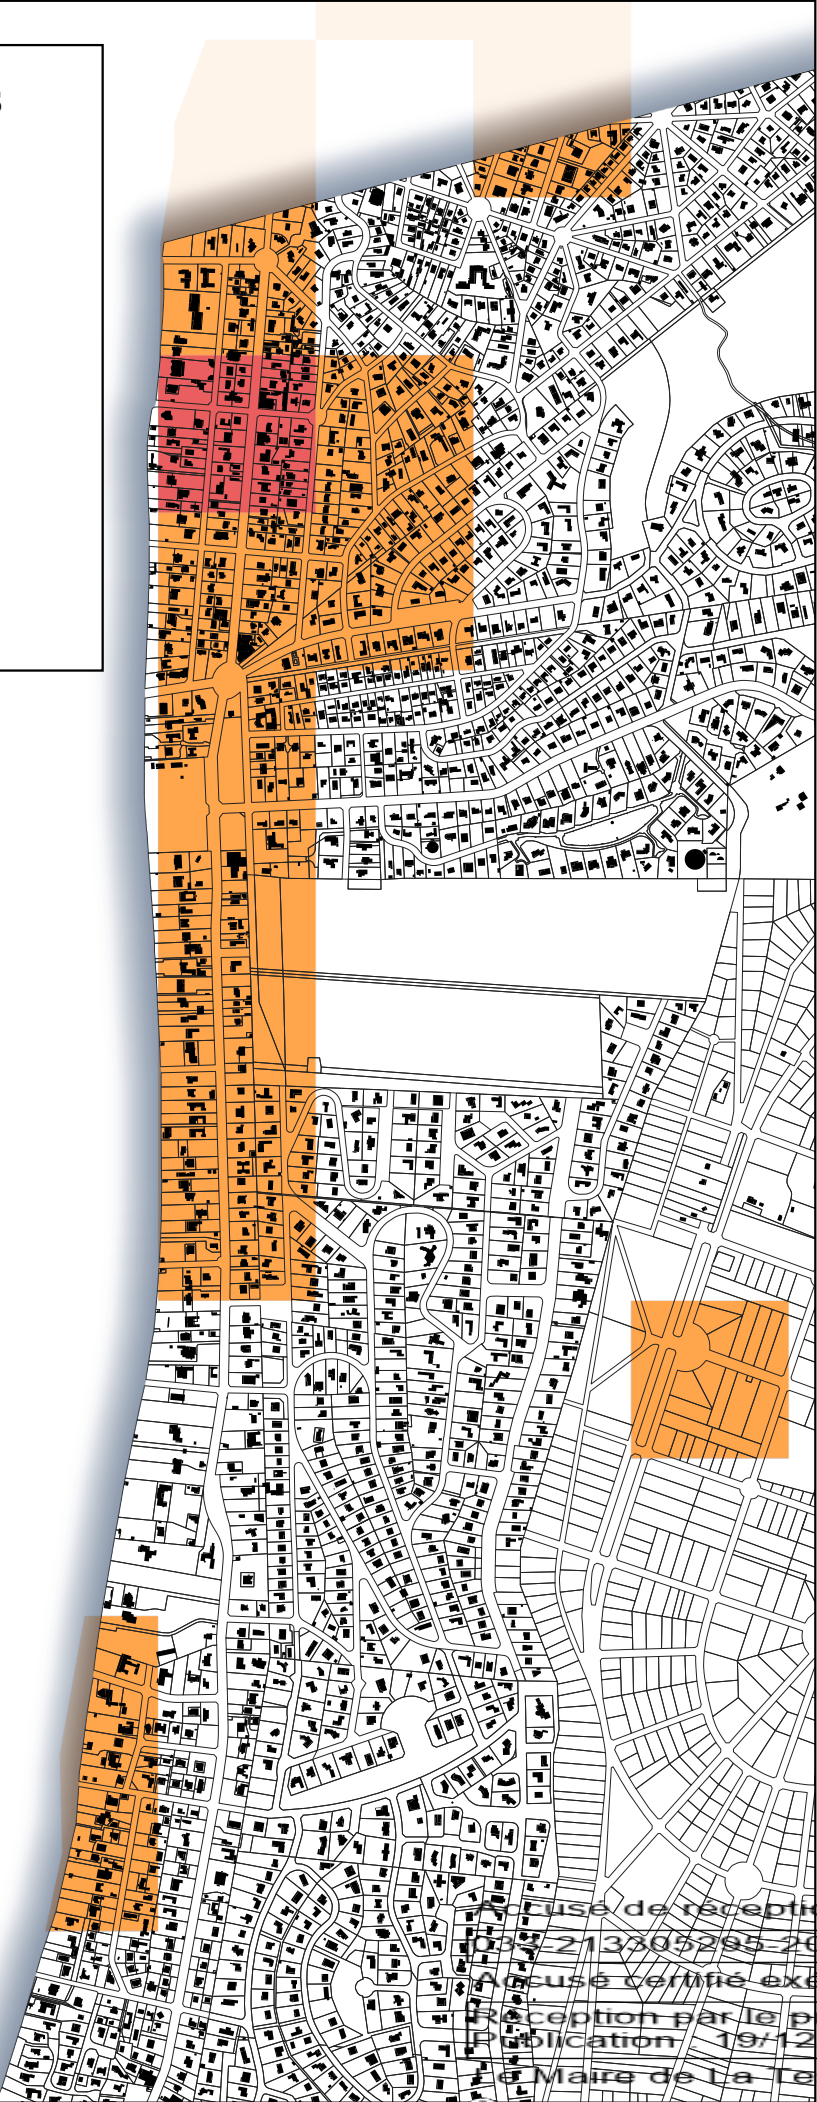 s
Accusé de récepti
033-213305295-20
Accusé certifié exé
Réception par le p
Publication : 19/12
Le Maire de La Te